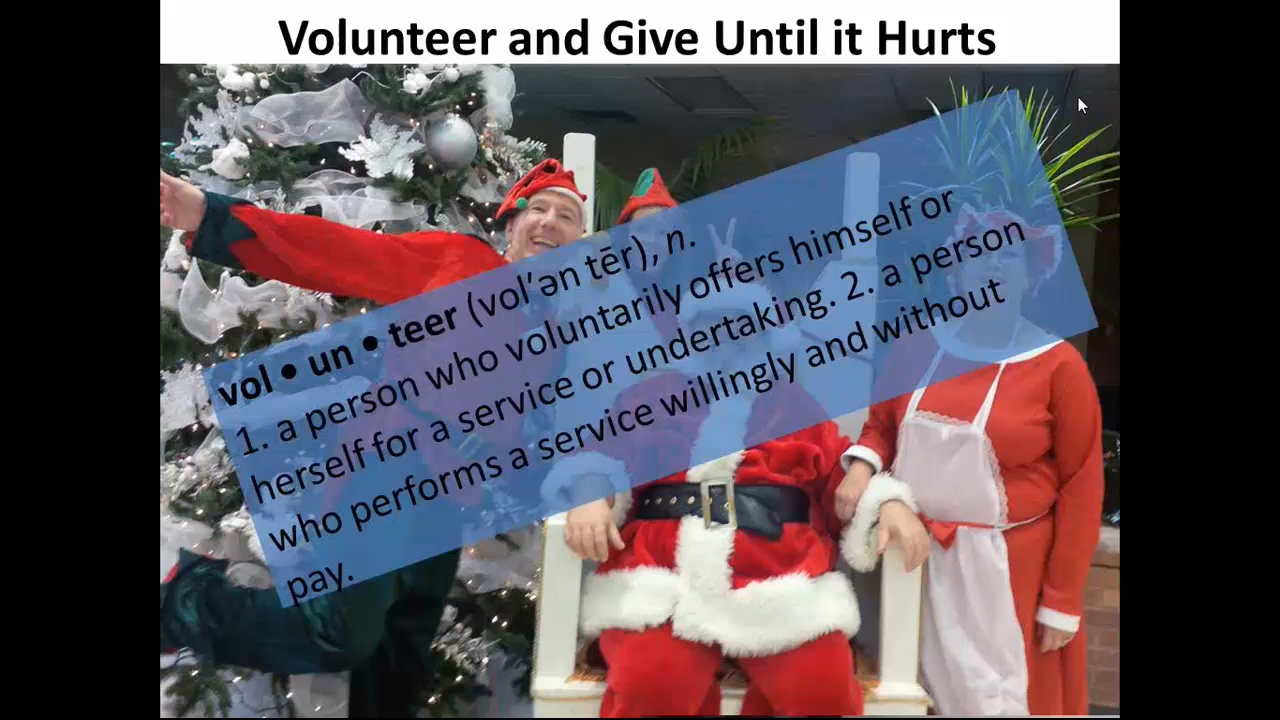 Volunteer and Give Until it Hurts
vol • un • teer (vol′ən tēr), n.
1. a person who voluntarily offers himself or
herself for a service or undertaking. 2. a person
who performs a service willingly and without
pay.